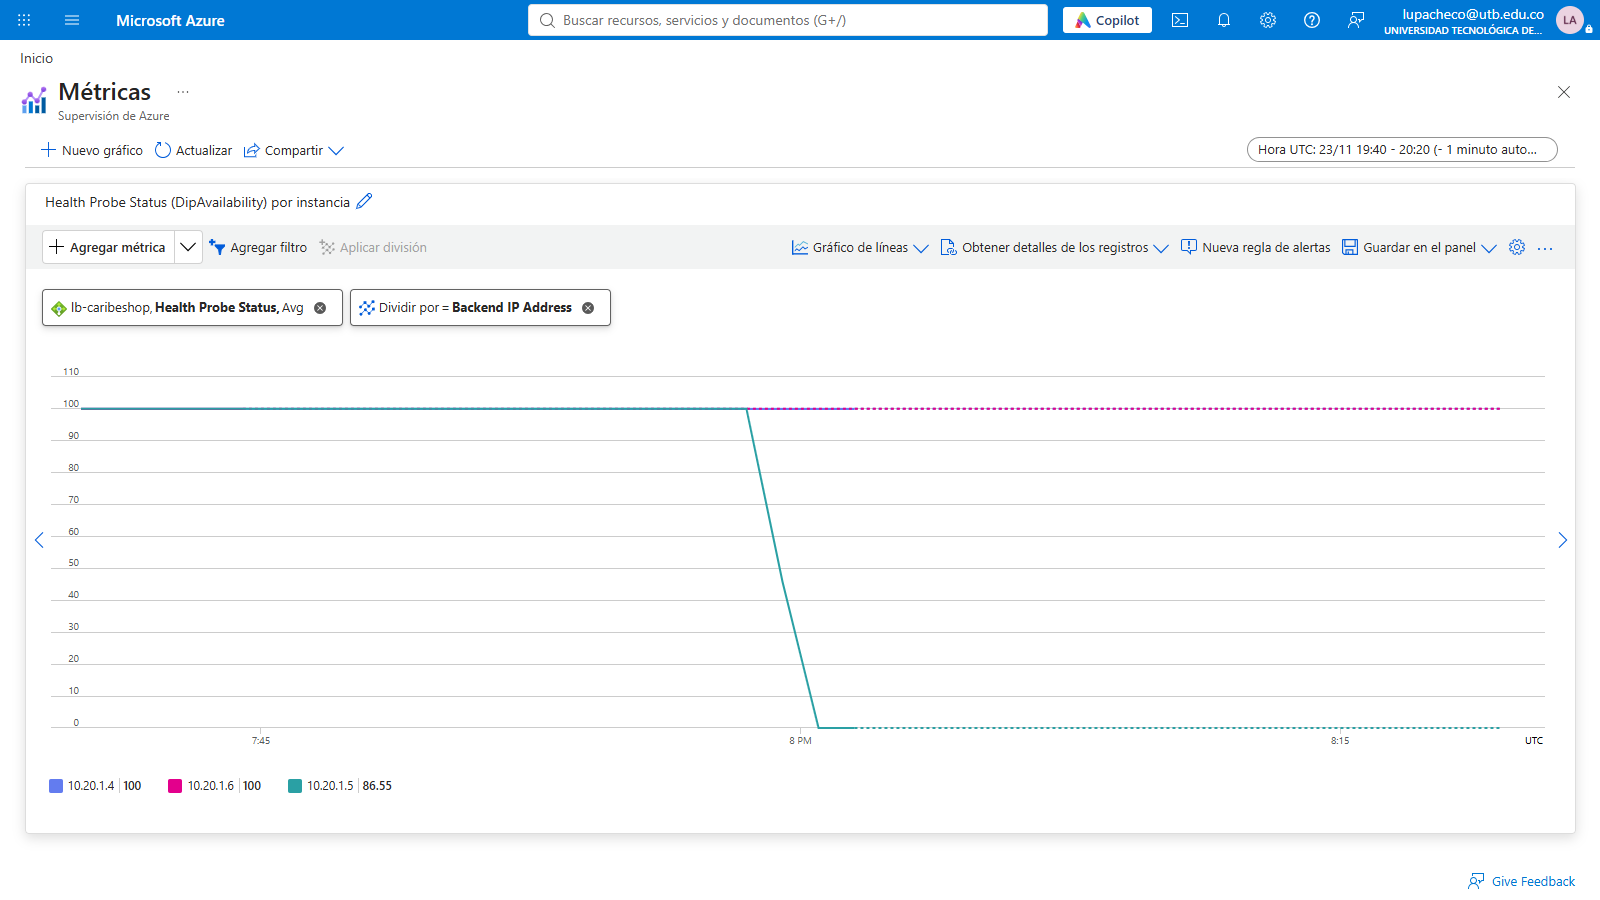 Microsoft Azure
Buscar recursos, servicios y documentos (G+/)
Copilot
lupacheco@utb.edu.co
UNIVERSIDAD TECNOLÓGICA DE...
LA
Inicio
Métricas
...
Supervisión de Azure
Nuevo gráfico
Actualizar
Compartir
Hora UTC: 23/11 19:40 - 20:20 (- 1 minuto auto...
Health Probe Status (DipAvailability) por instancia
Agregar métrica
Agregar filtro
Aplicar división
Gráfico de líneas
Obtener detalles de los registros
Nueva regla de alertas
Guardar en el panel
...
lb-caribeshop, Health Probe Status, Avg
Dividir por = Backend IP Address
110
100
90
80
70
60
50
40
30
20
10
0
7:45
8 PM
8:15
UTC
10.20.1.4 100
10.20.1.6 100
10.20.1.5 86.55
Give Feedback